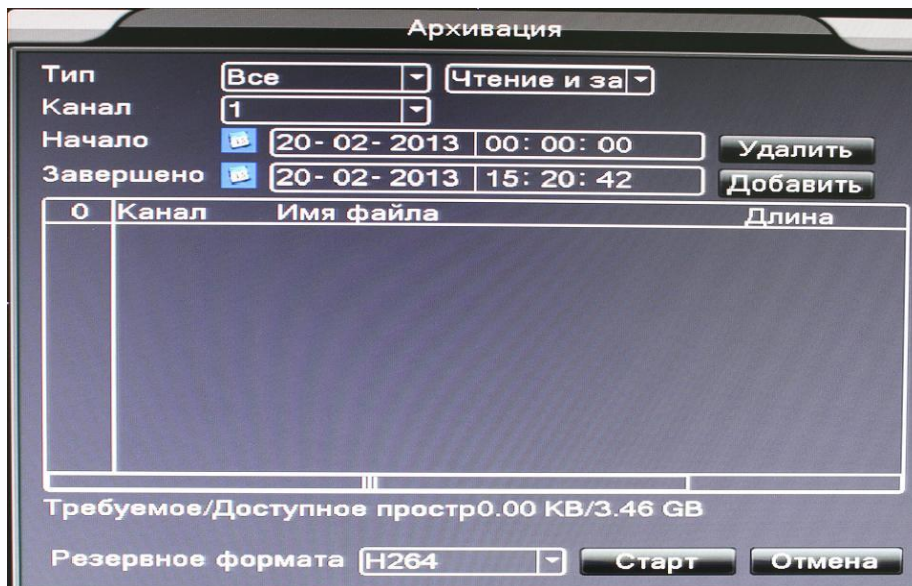 Архивация
Тип Все Чтение и за
Канал 1
Начало 20- 02- 2013 00: 00: 00 Удалить
Завершено 20- 02- 2013 15: 20: 42 Добавить
0 Канал Имя файла Длина
Требуемое/Доступное простр0.00 KB/3.46 GB
Резервное формата H264 Старт Отмена